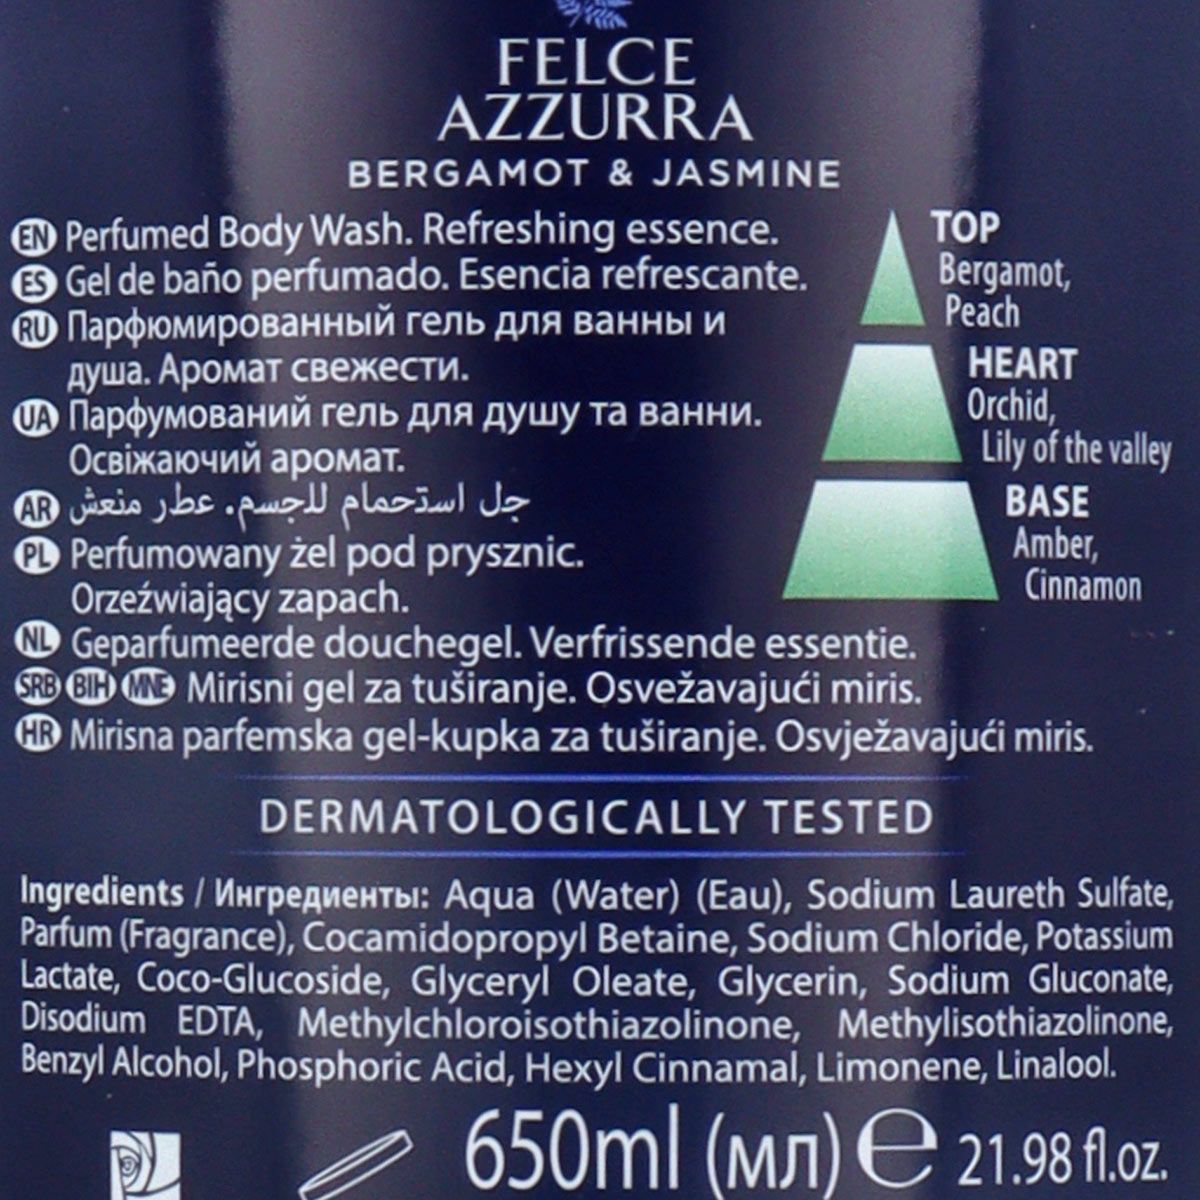 FELCE
AZZURRA
BERGAMOT & JASMINE
EN Perfumed Body Wash. Refreshing essence.
ES Gel de baño perfumado. Esencia refrescante.
RU Парфюмированный гель для ванны и
душа. Аромат свежести.
UA Парфумований гель для душу та ванни.
Освіжаючий аромат.
AR جل استحمام للجسم. عطر منعش
PL Perfumowany żel pod prysznic.
Orzeźwiający zapach.
NL Geparfumeerde douchegel. Verfrissende essentie.
SRB BIH MNE Mirisni gel za tuširanje. Osvežavajući miris.
HR Mirisna parfemska gel-kupka za tuširanje. Osvježavajući miris.
TOP
Bergamot,
Peach
HEART
Orchid,
Lily of the valley
BASE
Amber,
Cinnamon
DERMATOLOGICALLY TESTED
Ingredients / Ингредиенты: Aqua (Water) (Eau), Sodium Laureth Sulfate,
Parfum (Fragrance), Cocamidopropyl Betaine, Sodium Chloride, Potassium
Lactate, Coco-Glucoside, Glyceryl Oleate, Glycerin, Sodium Gluconate,
Disodium EDTA, Methylchloroisothiazolinone, Methylisothiazolinone,
Benzyl Alcohol, Phosphoric Acid, Hexyl Cinnamal, Limonene, Linalool.
650ml (мл) ℮ 21.98 fl.oz.